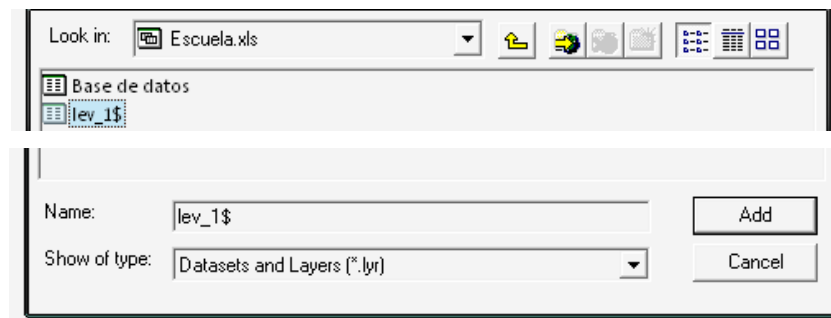 Look in: Escuela.xls
Base de datos
lev_1$
Name: lev_1$ Add
Show of type: Datasets and Layers (*.lyr) Cancel